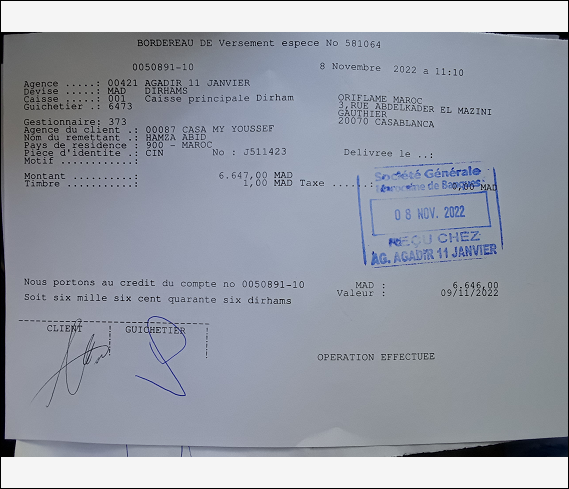 BORDEREAU DE Versement espece No 581064
0050891-10 8 Novembre 2022 a 11:10
Agence .....: 00421 AGADIR 11 JANVIER
Devise .....: MAD DIRHAMS
Caisse .....: 001 Caisse principale Dirham
Guichetier .: 6473
ORIFLAME MAROC
3,RUE ABDELKADER EL MAZINI
GAUTHIER
20070 CASABLANCA
Gestionnaire: 373
Agence du client .: 00087 CASA MY YOUSSEF
Nom du remettant .: HAMZA ABID
Pays de residence : 900 - MAROC
Pièce d'identite .: CIN No : J511423 Delivree le ..:
Motif ............:
Montant ..........: 6.647,00 MAD
Timbre ...........: 1,00 MAD Taxe .....: 0,00 MAD
Société Générale
Marocaine de Banques
08 NOV. 2022
REÇU CHEZ
AG. AGADIR 11 JANVIER
Nous portons au credit du compte no 0050891-10 MAD : 6.646,00
Soit six mille six cent quarante six dirhams Valeur : 09/11/2022
CLIENT GUICHETIER
OPERATION EFFECTUEE